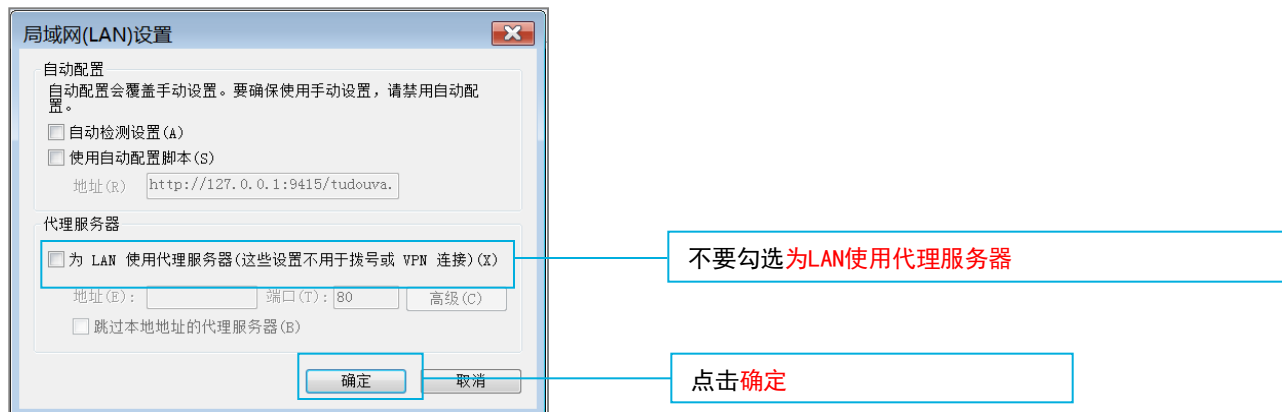 局域网(LAN)设置
自动配置
自动配置会覆盖手动设置。要确保使用手动设置，请禁用自动配
置。
自动检测设置(A)
使用自动配置脚本(S)
地址(R) http://127.0.0.1:9415/tudouva.
代理服务器
为 LAN 使用代理服务器(这些设置不用于拨号或 VPN 连接)(X)
不要勾选为LAN使用代理服务器
地址(E): 端口(T): 80 高级(C)
跳过本地地址的代理服务器(B)
确定 取消
点击确定